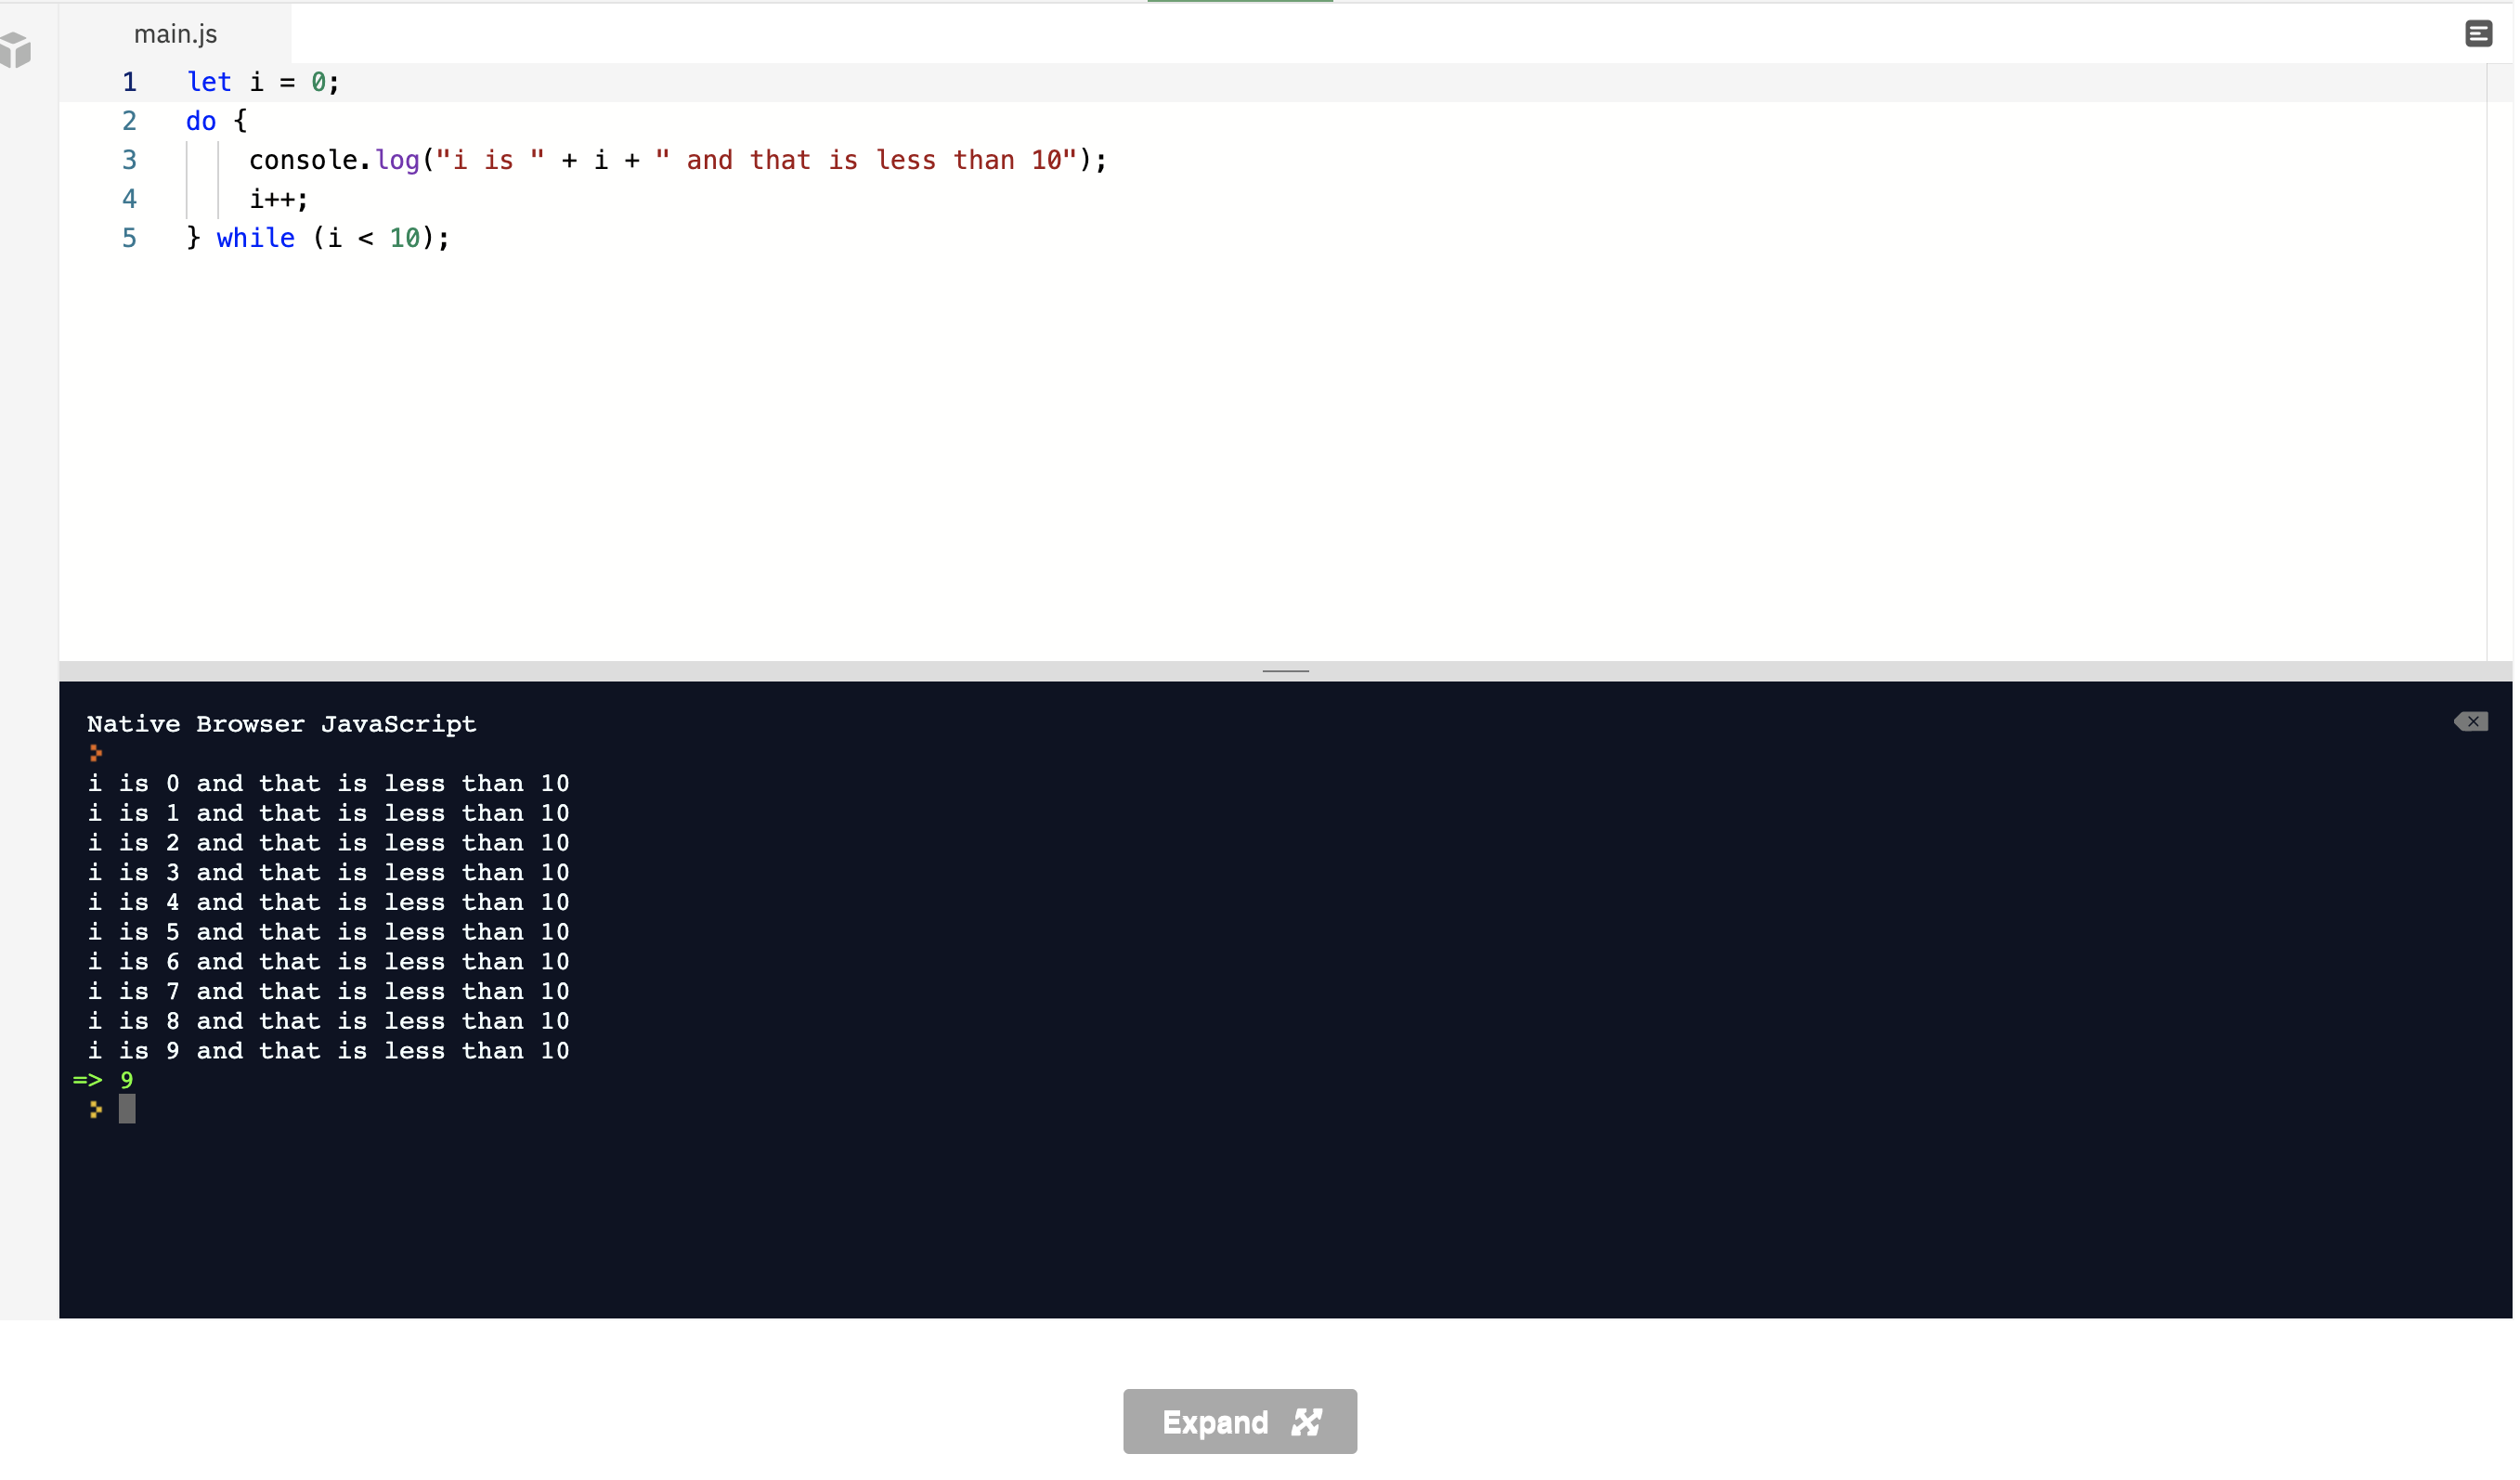 main.js
1 let i = 0;
2 do {
3 console.log("i is " + i + " and that is less than 10");
4 i++;
5 } while (i < 10);
Native Browser JavaScript
i is 0 and that is less than 10
i is 1 and that is less than 10
i is 2 and that is less than 10
i is 3 and that is less than 10
i is 4 and that is less than 10
i is 5 and that is less than 10
i is 6 and that is less than 10
i is 7 and that is less than 10
i is 8 and that is less than 10
i is 9 and that is less than 10
=> 9
Expand